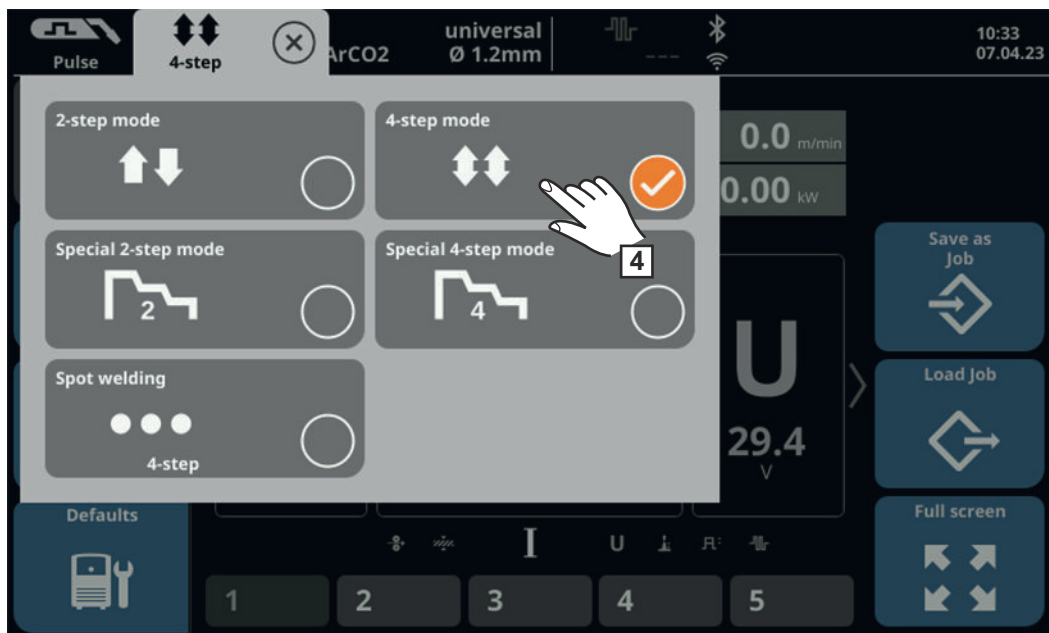 Pulse
4-step
ArCO2
universal
Ø 1.2mm
---
10:33
07.04.23
2-step mode
4-step mode
4
Special 2-step mode
2
Special 4-step mode
4
Spot welding
4-step
0.0 m/min
0.00 kW
U
29.4
V
Save as
Job
Load Job
Full screen
Defaults
I
U
1
2
3
4
5